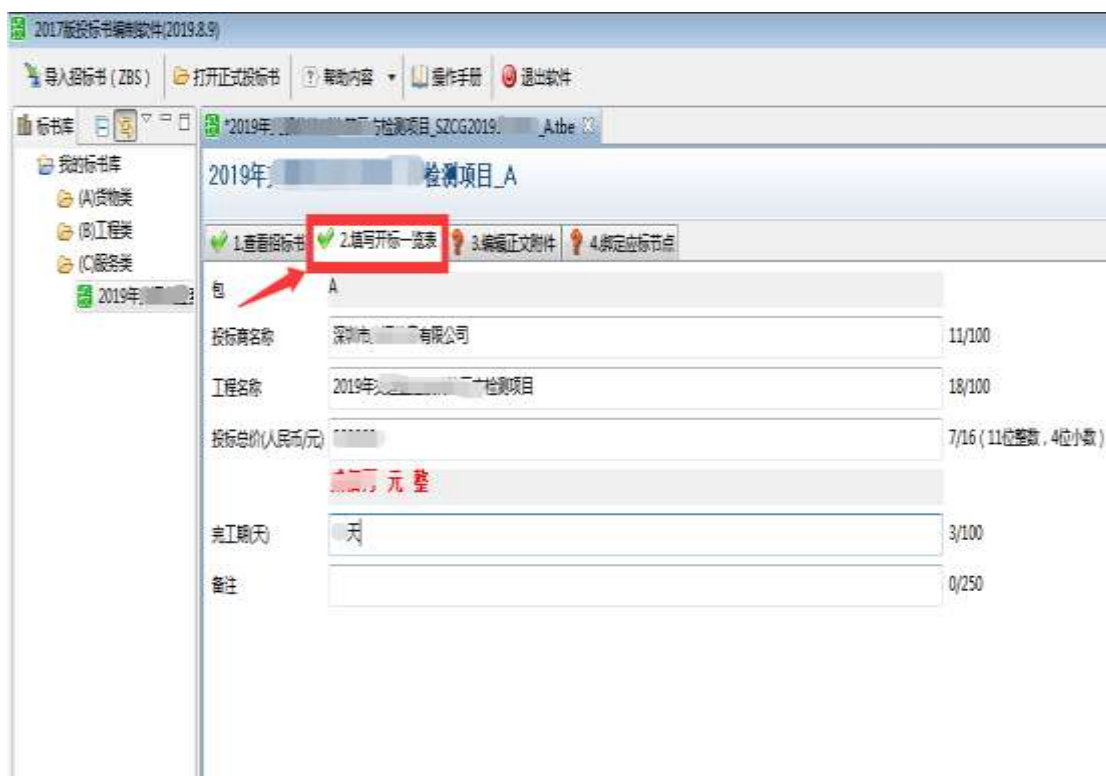 2017版投标书编制软件(2019.8.9)
导入招标书(ZBS) 打开正式投标书 帮助内容 操作手册 退出软件
标书库 *2019年 方检测项目_SZCG2019 _A.tbe
我的标书库
2019年 检测项目_A
(A)货物类
(B)工程类
1.查看招标书 2.填写开标一览表 3.编辑正文附件 4.绑定应标节点
(C)服务类
2019年
包 A
投标商名称 深圳市 有限公司 11/100
工程名称 2019年 检测项目 18/100
投标总价(人民币/元) 7/16(11位整数,4位小数)
元 整
完工期(天) 天 3/100
备注 0/250